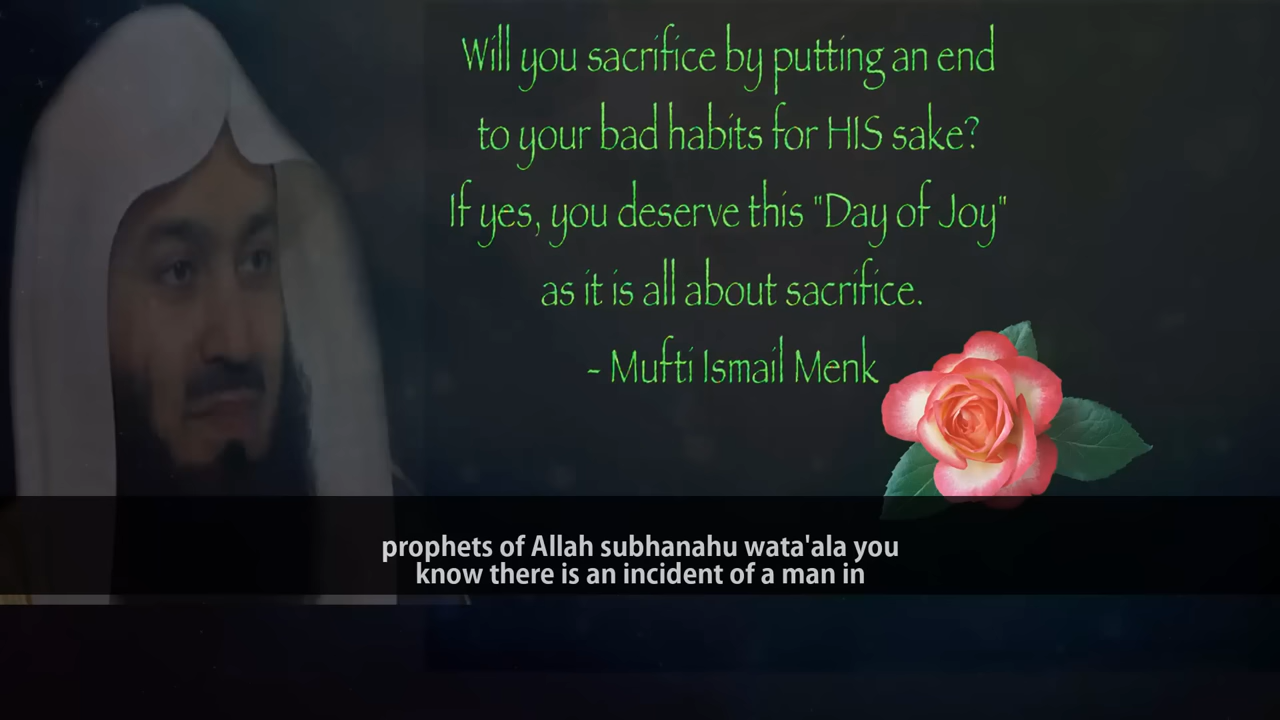 Will you sacrifice by putting an end
to your bad habits for HIS sake?
If yes, you deserve this "Day of Joy"
as it is all about sacrifice.
- Mufti Ismail Menk
prophets of Allah subhanahu wata'ala you
know there is an incident of a man in